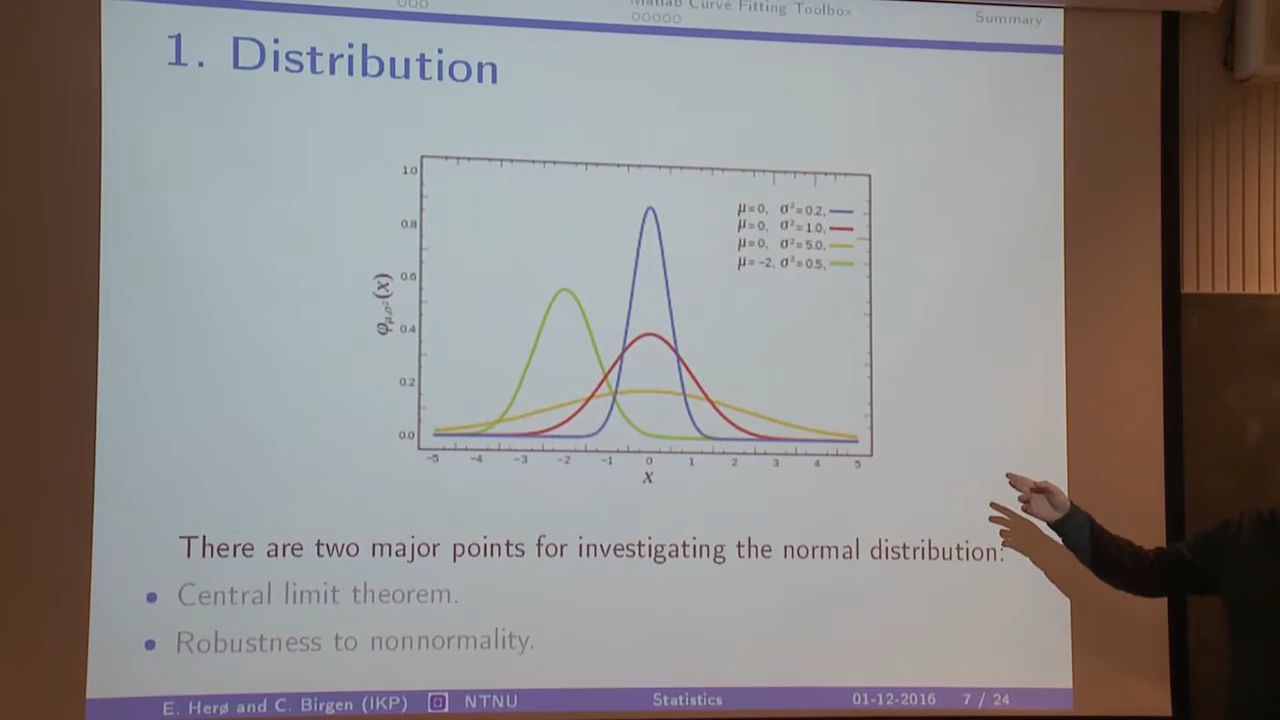 Matlab Curve Fitting Toolbox
Summary
1. Distribution
1.0
0.8
0.6
0.4
0.2
0.0
φμ,σ²(x)
μ=0, σ²=0.2,
μ=0, σ²=1.0,
μ=0, σ²=5.0,
μ=-2, σ²=0.5,
-5 -4 -3 -2 -1 0 1 2 3 4 5
X
There are two major points for investigating the normal distribution:
Central limit theorem.
Robustness to nonnormality.
E. Herø and C. Birgen (IKP) NTNU Statistics 01-12-2016 7 / 24